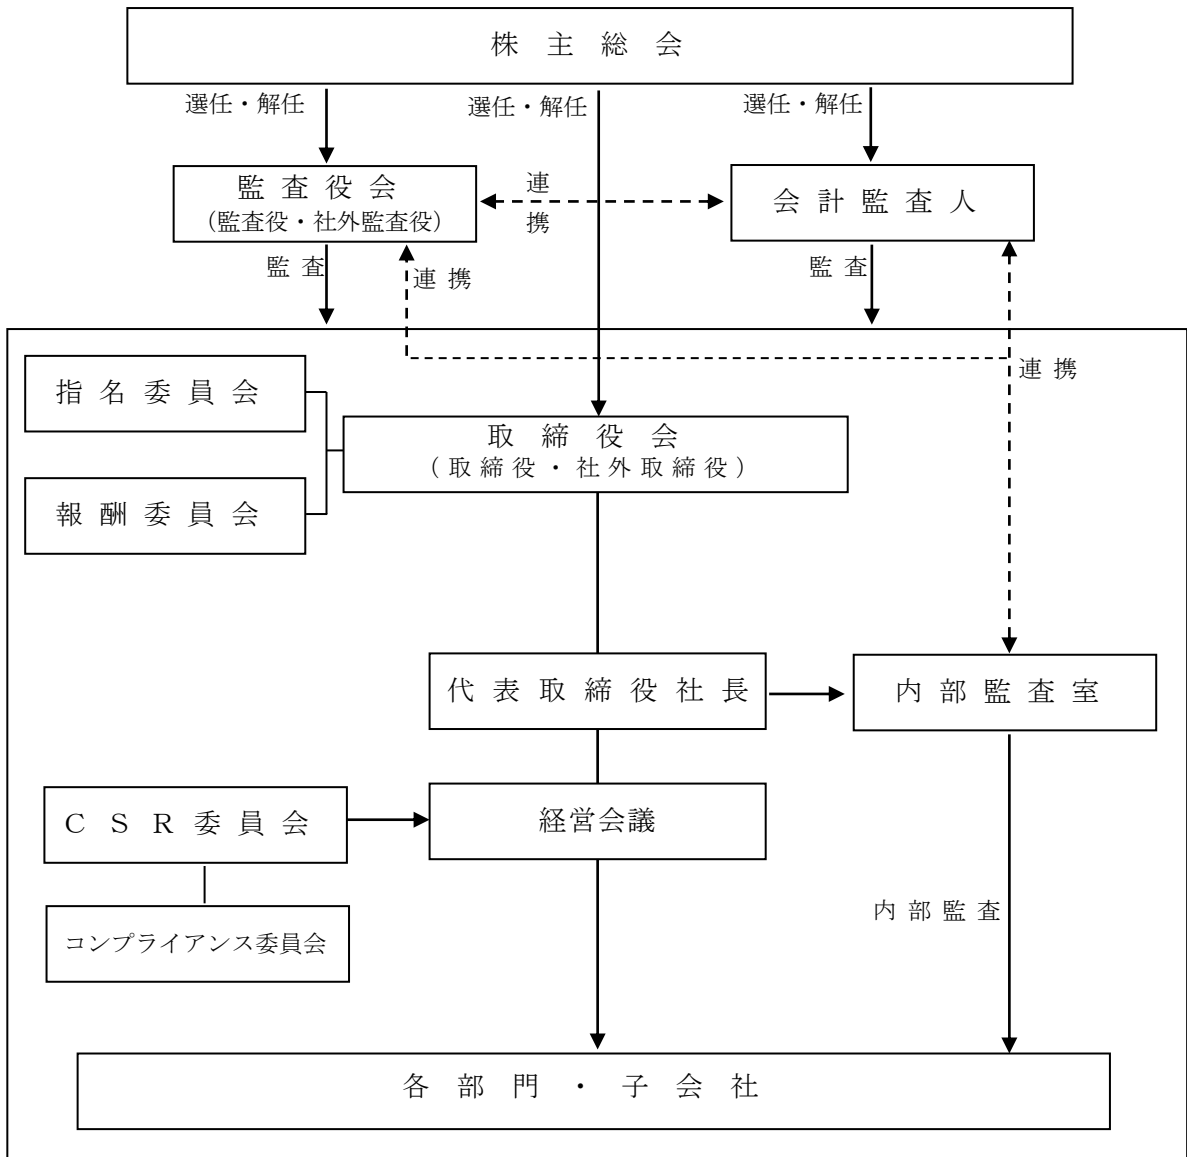 株主総会
選任・解任
選任・解任
選任・解任
監査役会
（監査役・社外監査役）
連
携
会計監査人
監査
連携
監査
連携
指名委員会
取締役会
（取締役・社外取締役）
報酬委員会
代表取締役社長
内部監査室
ＣＳＲ委員会
経営会議
内部監査
コンプライアンス委員会
各部門・子会社